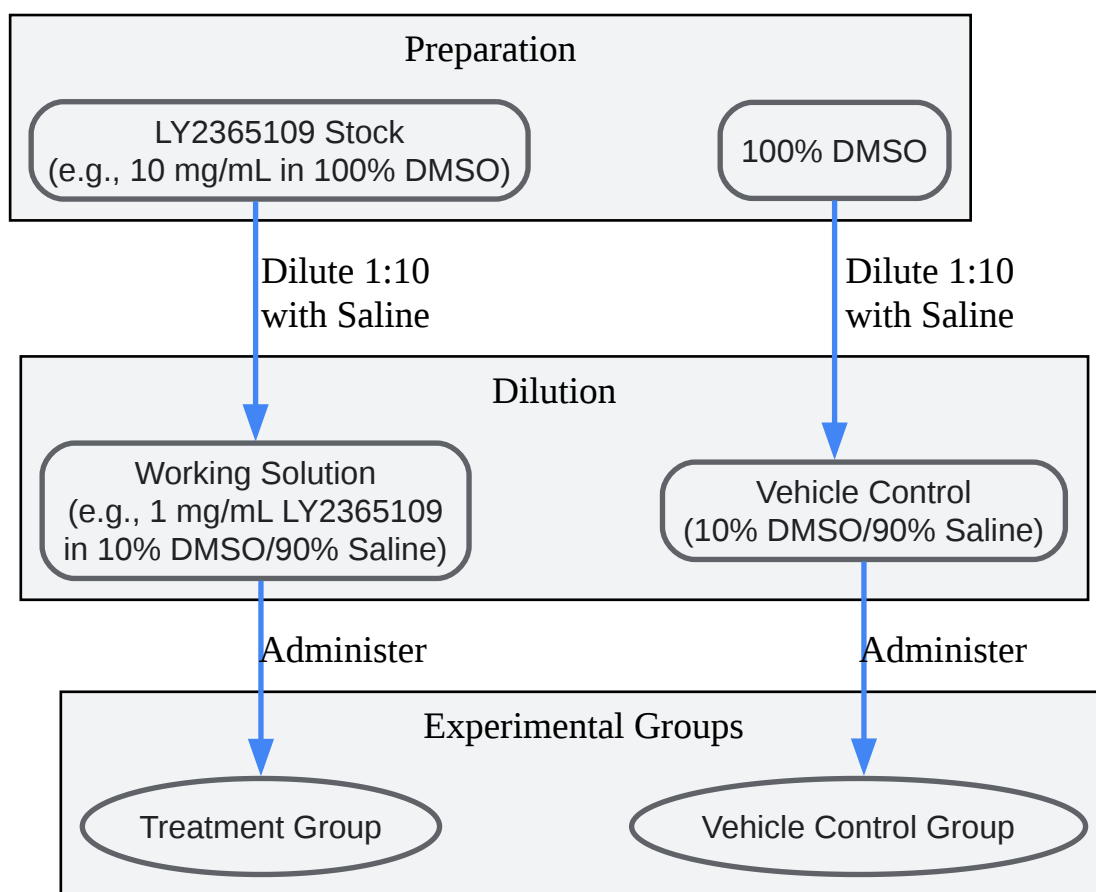 Preparation
LY2365109 Stock
(e.g., 10 mg/mL in 100% DMSO)
100% DMSO
Dilute 1:10
with Saline
Dilute 1:10
with Saline
Dilution
Working Solution
(e.g., 1 mg/mL LY2365109
in 10% DMSO/90% Saline)
Vehicle Control
(10% DMSO/90% Saline)
Administer
Administer
Experimental Groups
Treatment Group
Vehicle Control Group